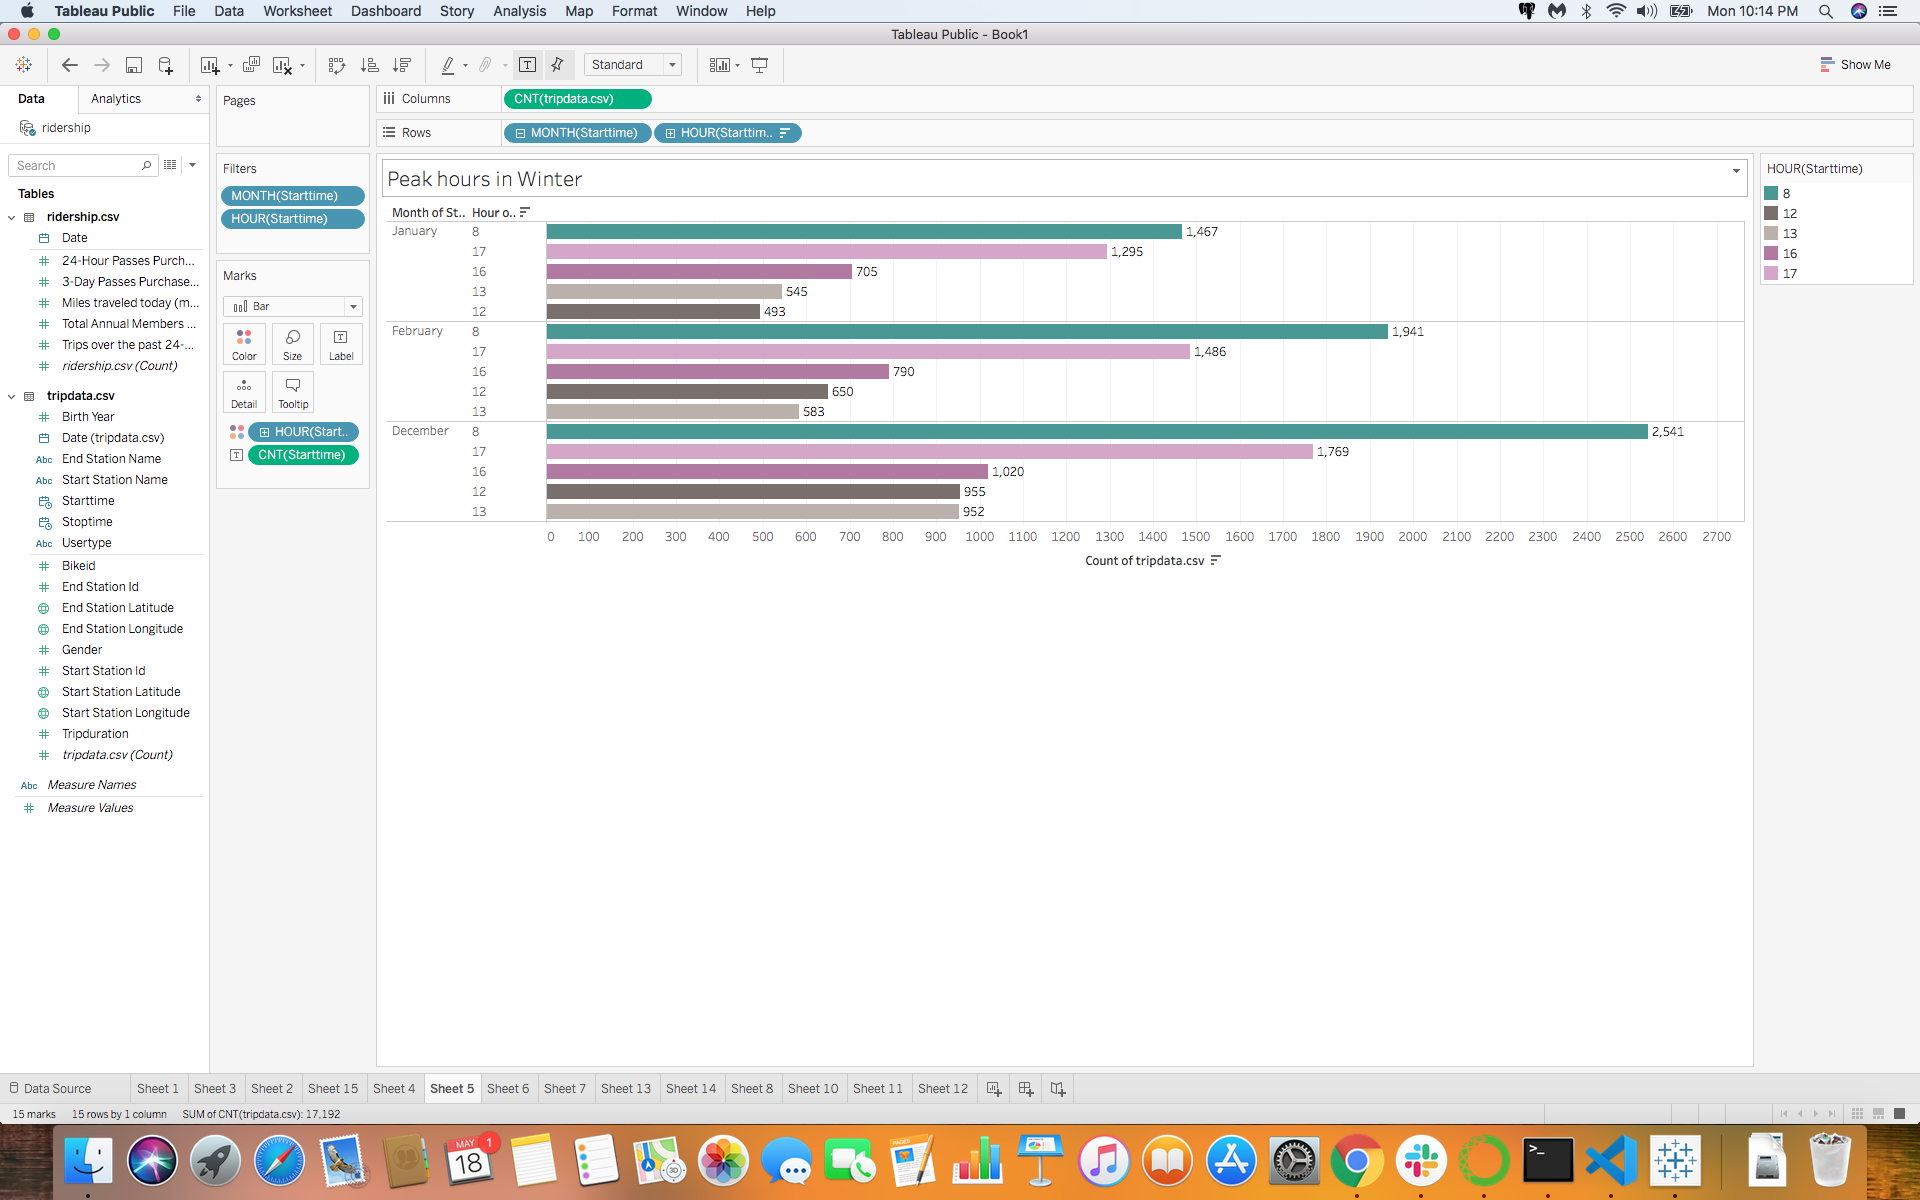 Tableau Public File Data Worksheet Dashboard Story Analysis Map Format Window Help Mon 10:14 PM
Tableau Public - Book1
Standard Show Me
Data Analytics
ridership
Search
Tables
ridership.csv
Date
24-Hour Passes Purch...
3-Day Passes Purchase...
Miles traveled today (m...
Total Annual Members ...
Trips over the past 24-...
ridership.csv (Count)
tripdata.csv
Birth Year
Date (tripdata.csv)
Abc End Station Name
Abc Start Station Name
Starttime
Stoptime
Abc Usertype
Bikeid
End Station Id
End Station Latitude
End Station Longitude
Gender
Start Station Id
Start Station Latitude
Start Station Longitude
Tripduration
tripdata.csv (Count)
Abc Measure Names
Measure Values
Pages
Filters
MONTH(Starttime)
HOUR(Starttime)
Marks
Bar
Color Size Label
Detail Tooltip
HOUR(Start..
CNT(Starttime)
Columns CNT(tripdata.csv)
Rows MONTH(Starttime) HOUR(Starttim..
Peak hours in Winter
Month of St.. Hour o..
January 8 1,467
17 1,295
16 705
13 545
12 493
February 8 1,941
17 1,486
16 790
12 650
13 583
December 8 2,541
17 1,769
16 1,020
12 955
13 952
0 100 200 300 400 500 600 700 800 900 1000 1100 1200 1300 1400 1500 1600 1700 1800 1900 2000 2100 2200 2300 2400 2500 2600 2700
Count of tripdata.csv
HOUR(Starttime)
8
12
13
16
17
Data Source Sheet 1 Sheet 3 Sheet 2 Sheet 15 Sheet 4 Sheet 5 Sheet 6 Sheet 7 Sheet 13 Sheet 14 Sheet 8 Sheet 10 Sheet 11 Sheet 12
15 marks 15 rows by 1 column SUM of CNT(tripdata.csv): 17,192
MAY 1
18
3D
PAGES